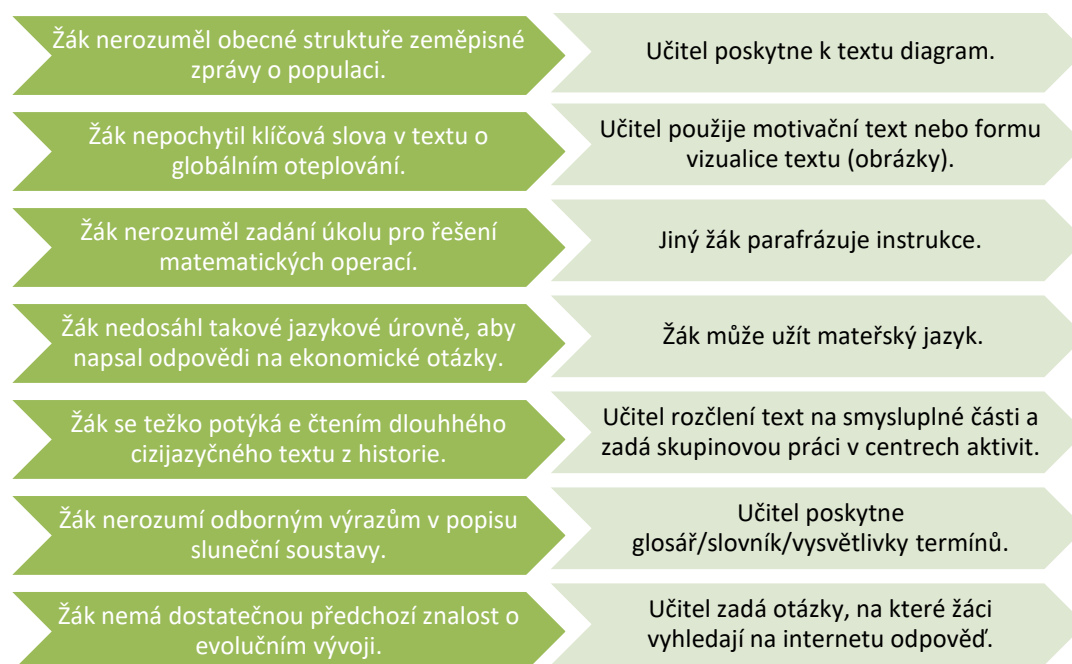 Žák nerozuměl obecné struktuře zeměpisné
zprávy o populaci.
Učitel poskytne k textu diagram.
Žák nepochytil klíčová slova v textu o
globálním oteplování.
Učitel použije motivační text nebo formu
vizualice textu (obrázky).
Žák nerozuměl zadání úkolu pro řešení
matematických operací.
Jiný žák parafrázuje instrukce.
Žák nedosáhl takové jazykové úrovně, aby
napsal odpovědi na ekonomické otázky.
Žák může užít mateřský jazyk.
Žák se težko potýká e čtením dlouhhého
cizijazyčného textu z historie.
Učitel rozčlení text na smysluplné části a
zadá skupinovou práci v centrech aktivit.
Žák nerozumí odborným výrazům v popisu
sluneční soustavy.
Učitel poskytne
glosář/slovník/vysvětlivky termínů.
Žák nemá dostatečnou předchozí znalost o
evolučním vývoji.
Učitel zadá otázky, na které žáci
vyhledají na internetu odpověď.